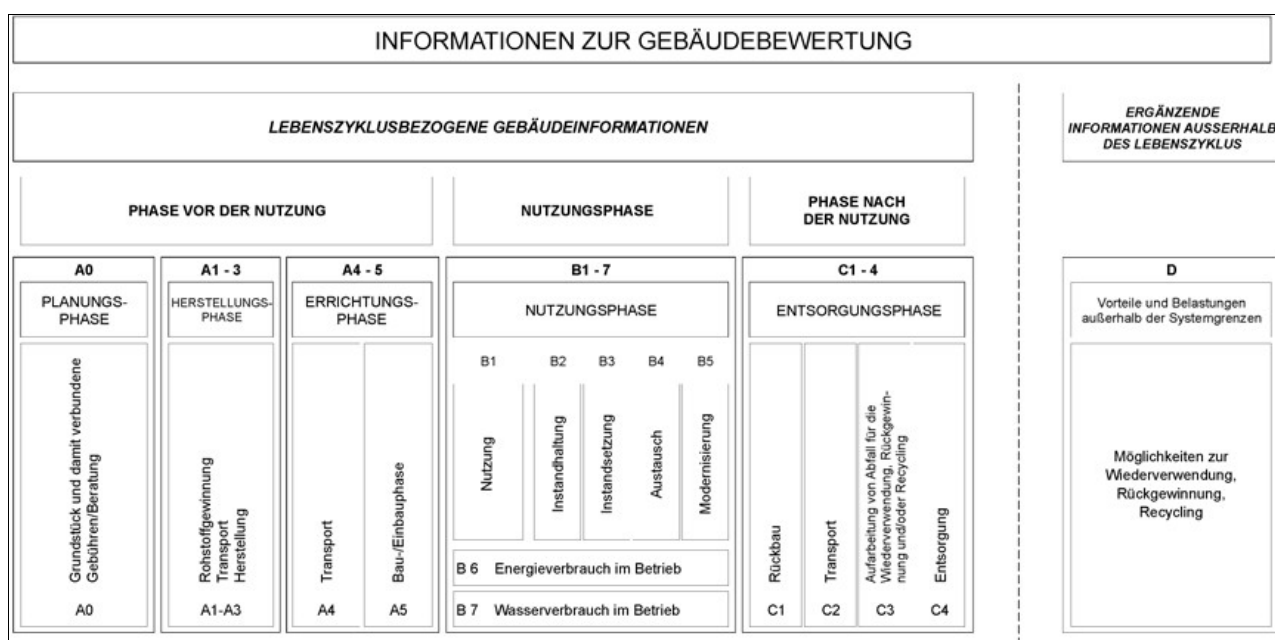 INFORMATIONEN ZUR GEBÄUDEBEWERTUNG
LEBENSZYKLUSBEZOGENE GEBÄUDEINFORMATIONEN
ERGÄNZENDE
INFORMATIONEN AUSSERHALB
DES LEBENSZYKLUS
PHASE VOR DER NUTZUNG
NUTZUNGSPHASE
PHASE NACH
DER NUTZUNG
A0
PLANUNGS-
PHASE
Grundstück und damit verbundene
Gebühren/Beratung
A0
A1 - 3
HERSTELLUNGS-
PHASE
Rohstoffgewinnung
Transport
Herstellung
A1-A3
A4 - 5
ERRICHTUNGS-
PHASE
Transport
A4
Bau-/Einbauphase
A5
B1 - 7
NUTZUNGSPHASE
B1
Nutzung
B2
Instandhaltung
B3
Instandsetzung
B4
Austausch
B5
Modernisierung
B 6 Energieverbrauch im Betrieb
B 7 Wasserverbrauch im Betrieb
C1 - 4
ENTSORGUNGSPHASE
Rückbau
C1
Transport
C2
Aufarbeitung von Abfall für die
Wiederverwendung, Rückgewin-
nung und/oder Recycling
C3
Entsorgung
C4
D
Vorteile und Belastungen
außerhalb der Systemgrenzen
Möglichkeiten zur
Wiederverwendung,
Rückgewinnung,
Recycling